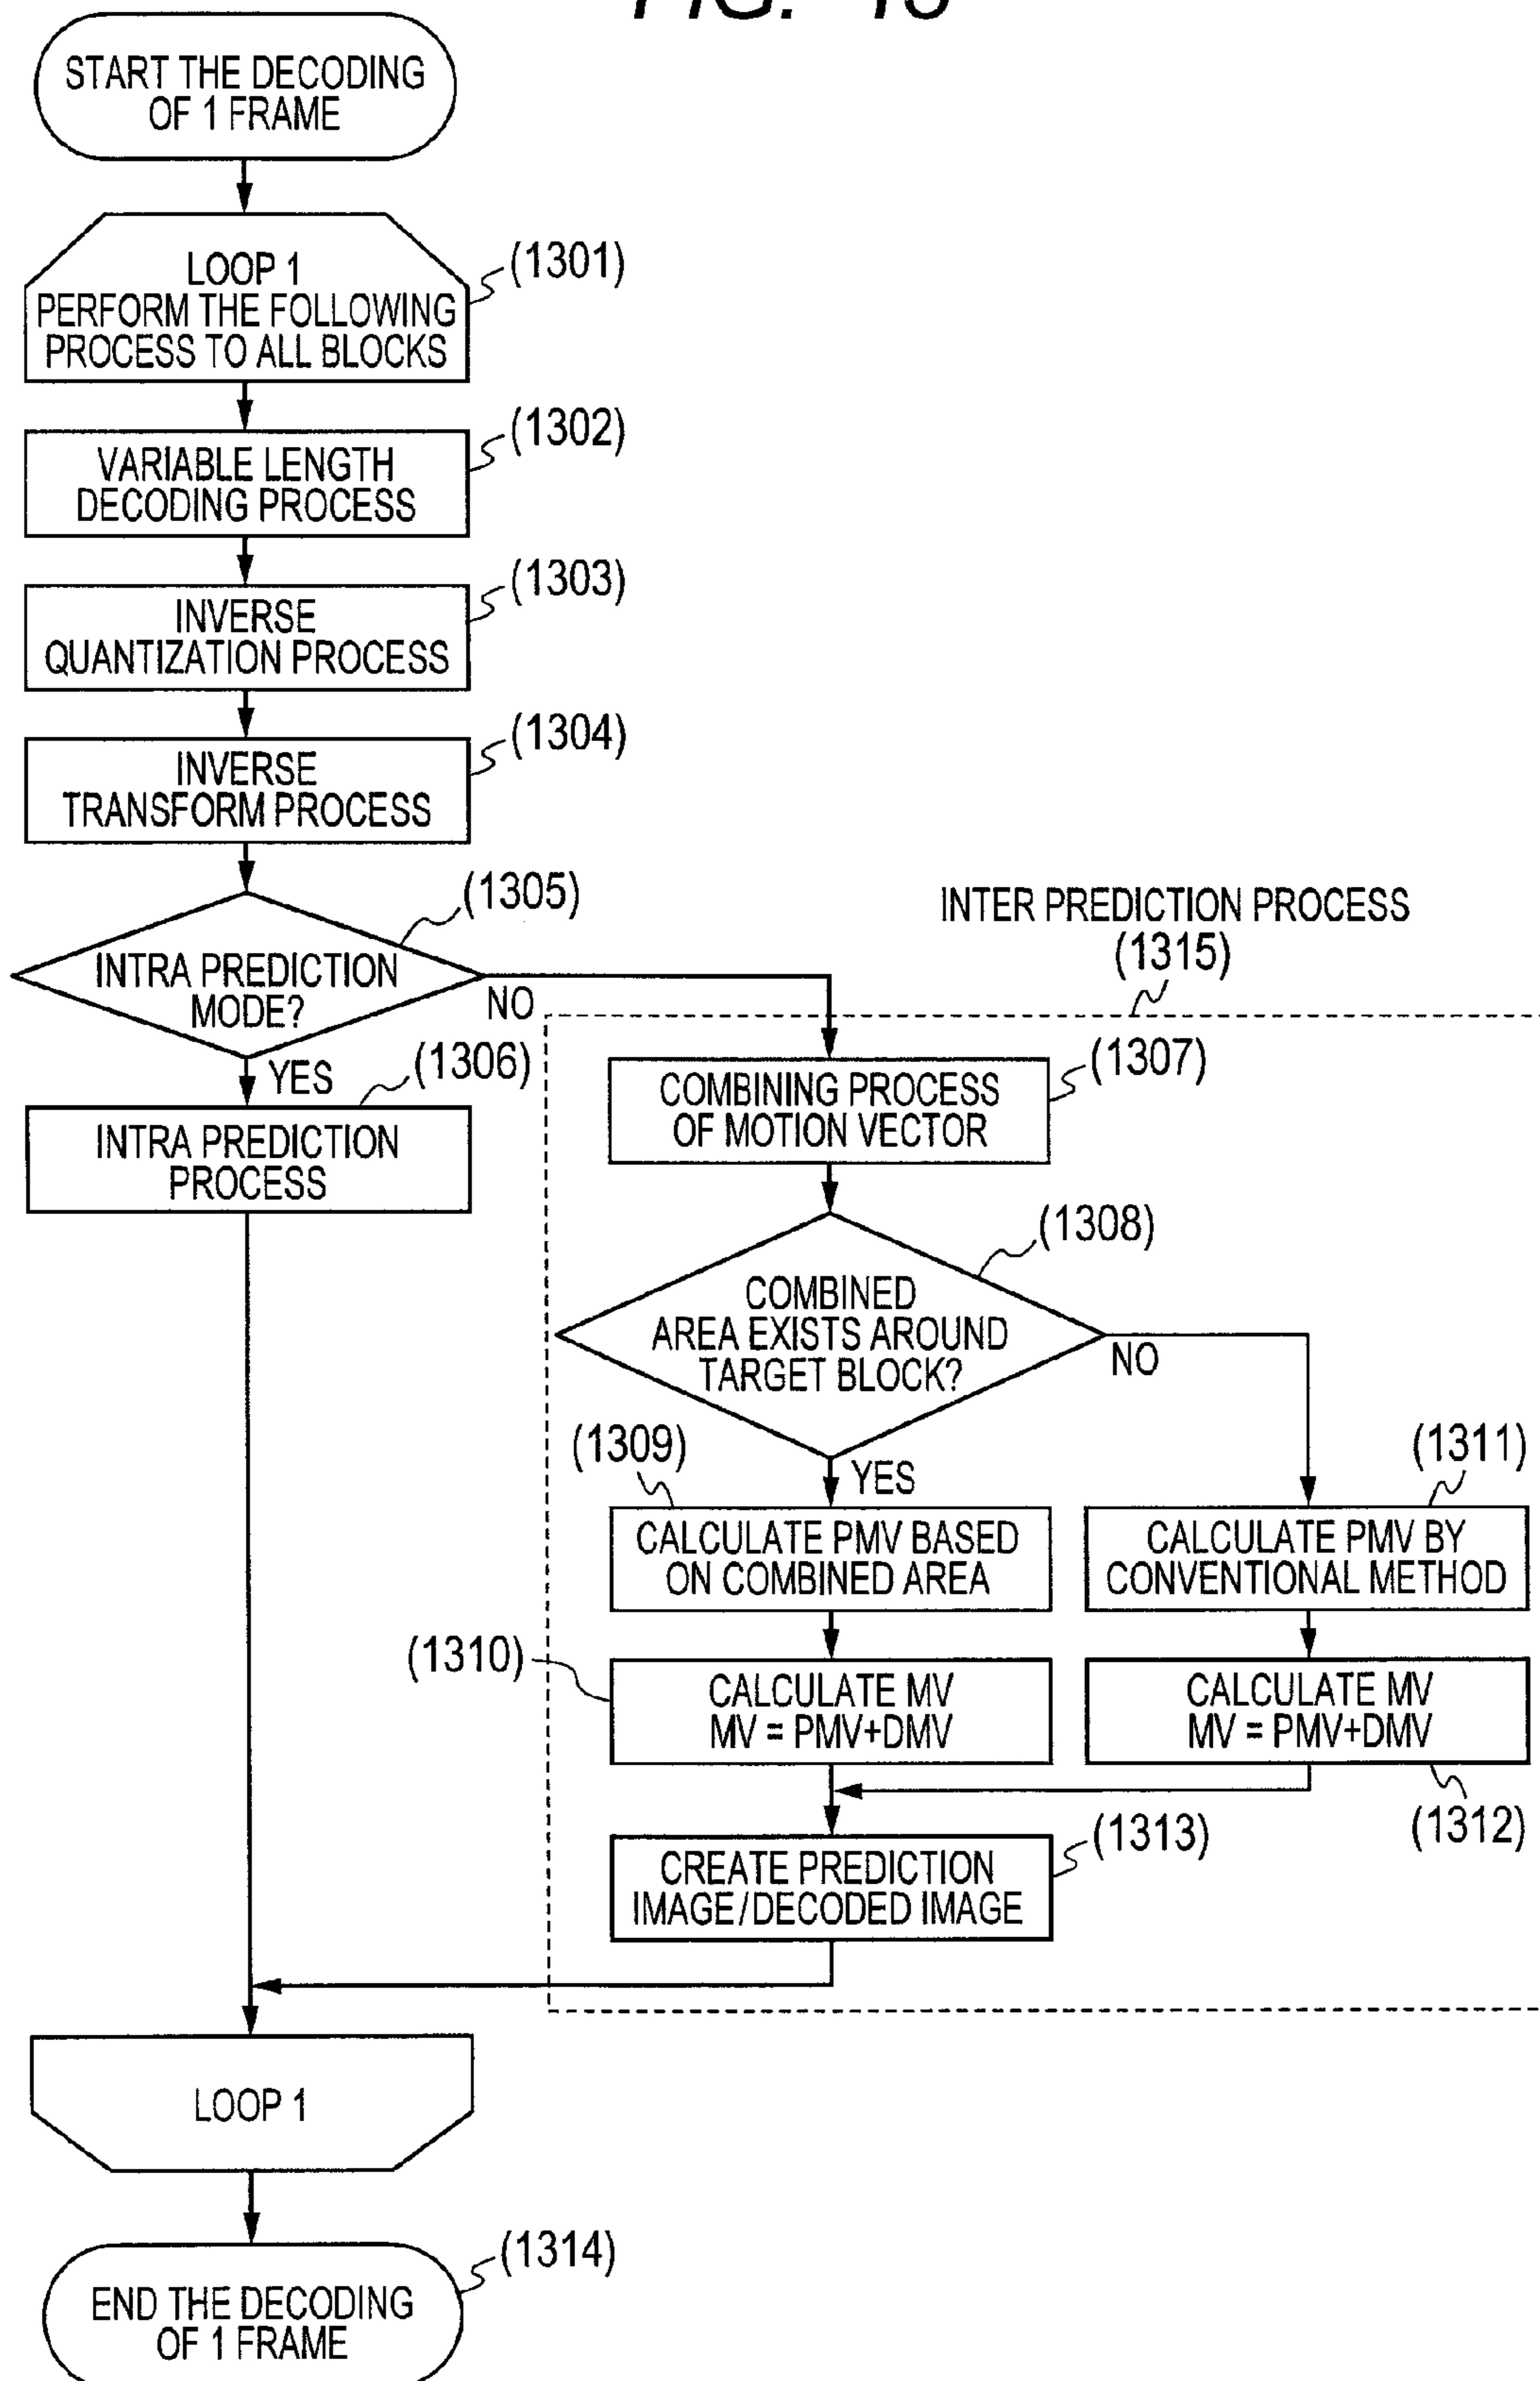 FIG. 13
START THE DECODING
OF 1 FRAME
LOOP 1
PERFORM THE FOLLOWING
PROCESS TO ALL BLOCKS
(1301)
VARIABLE LENGTH
DECODING PROCESS
(1302)
INVERSE
QUANTIZATION PROCESS
(1303)
INVERSE
TRANSFORM PROCESS
(1304)
INTRA PREDICTION
MODE?
(1305)
NO
YES
(1306)
INTRA PREDICTION
PROCESS
INTER PREDICTION PROCESS
(1315)
COMBINING PROCESS
OF MOTION VECTOR
(1307)
COMBINED
AREA EXISTS AROUND
TARGET BLOCK?
(1308)
NO
YES
(1309)
CALCULATE PMV BASED
ON COMBINED AREA
(1311)
CALCULATE PMV BY
CONVENTIONAL METHOD
(1310)
CALCULATE MV
MV = PMV+DMV
CALCULATE MV
MV = PMV+DMV
(1312)
CREATE PREDICTION
IMAGE/DECODED IMAGE
(1313)
LOOP 1
END THE DECODING
OF 1 FRAME
(1314)